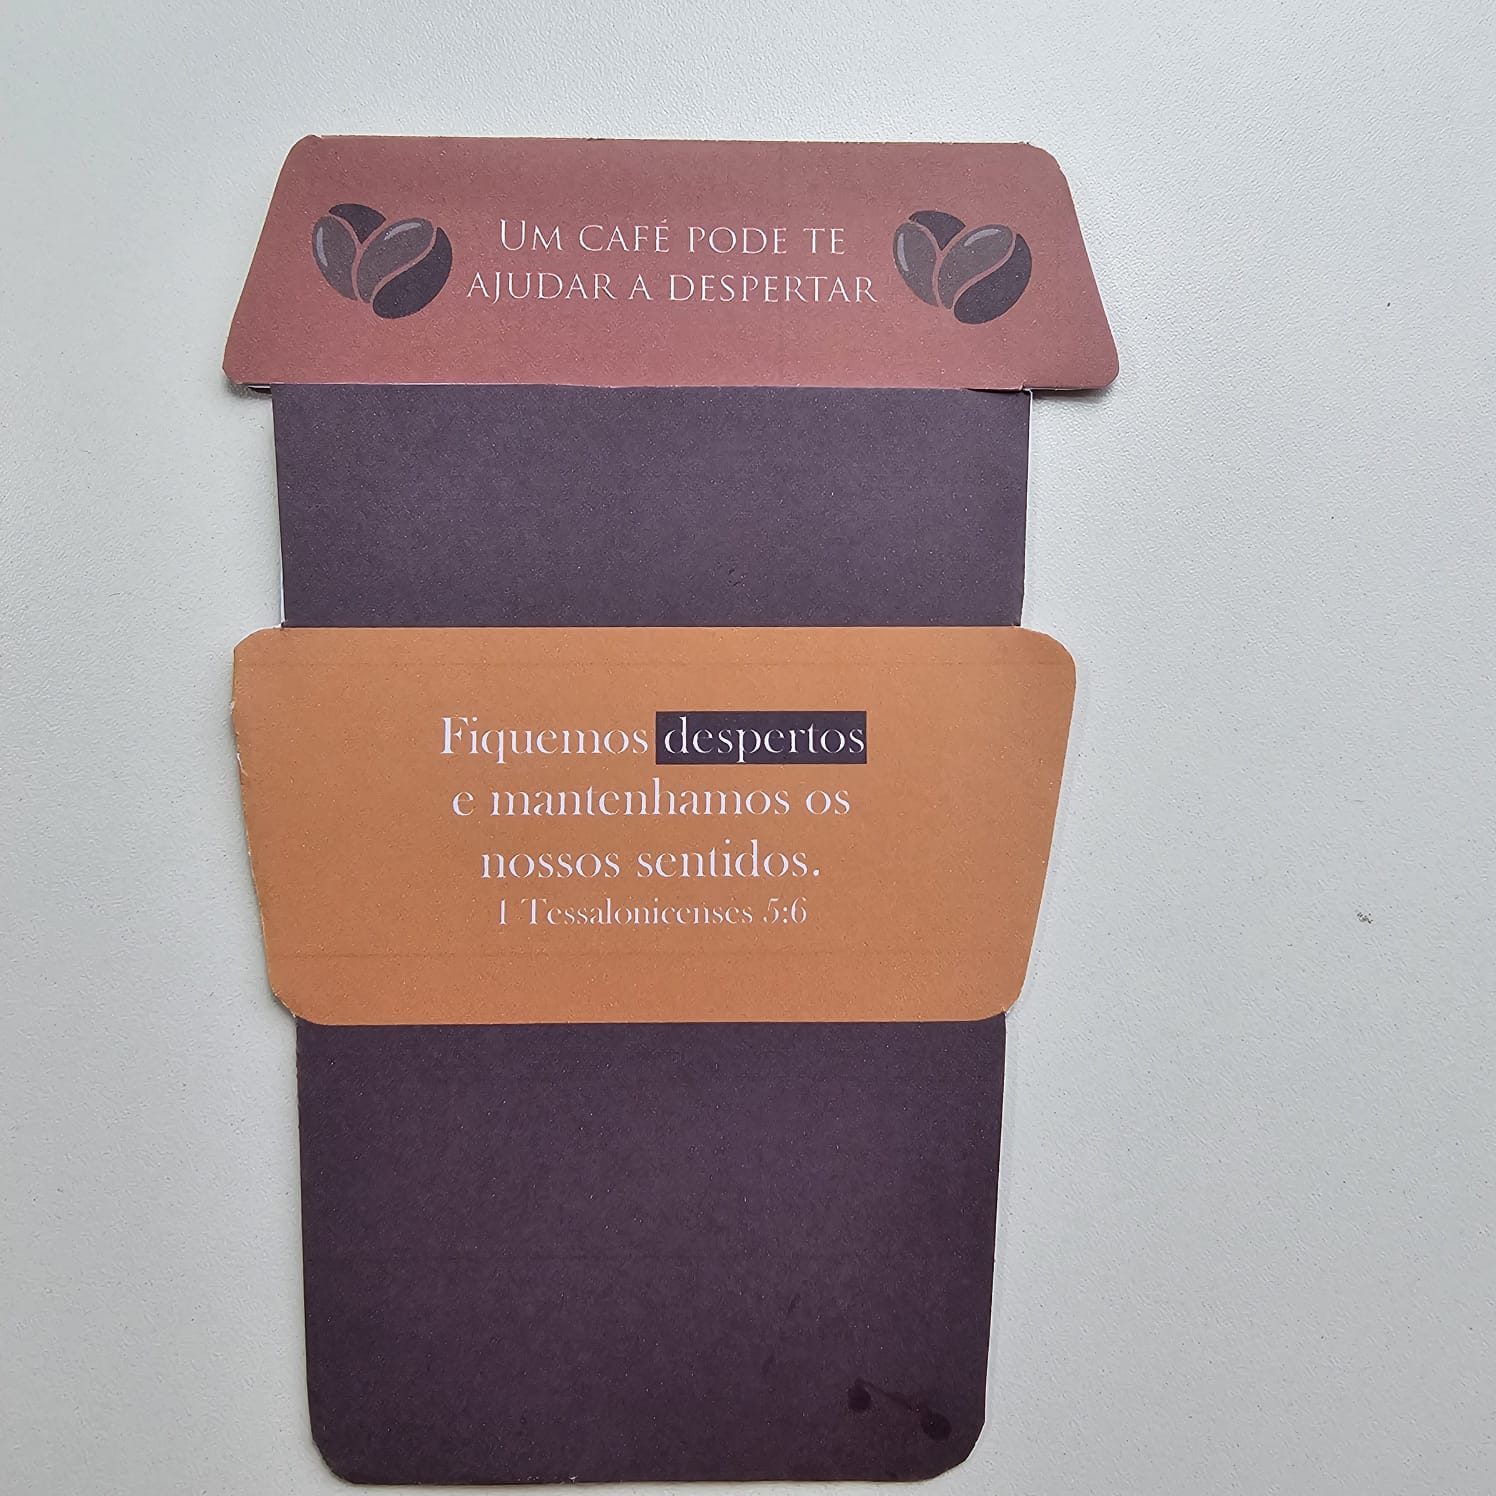 UM CAFÉ PODE TE
AJUDAR A DESPERTAR
Fiquemos despertos
e mantenhamos os
nossos sentidos.
1 Tessalonicenses 5:6